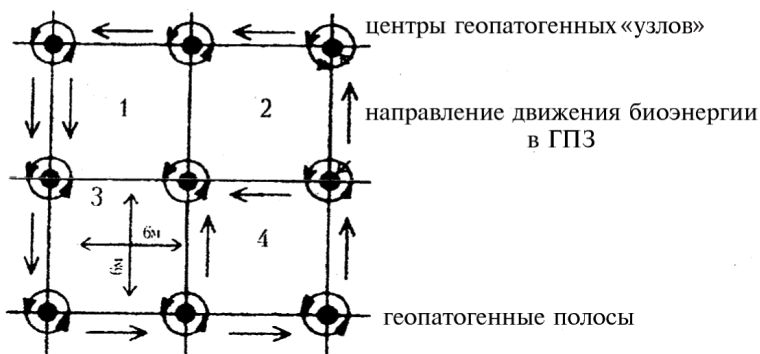 центры геопатогенных «узлов»
1
2
направление движения биоэнергии
в ГПЗ
3
6м
6м
4
геопатогенные полосы